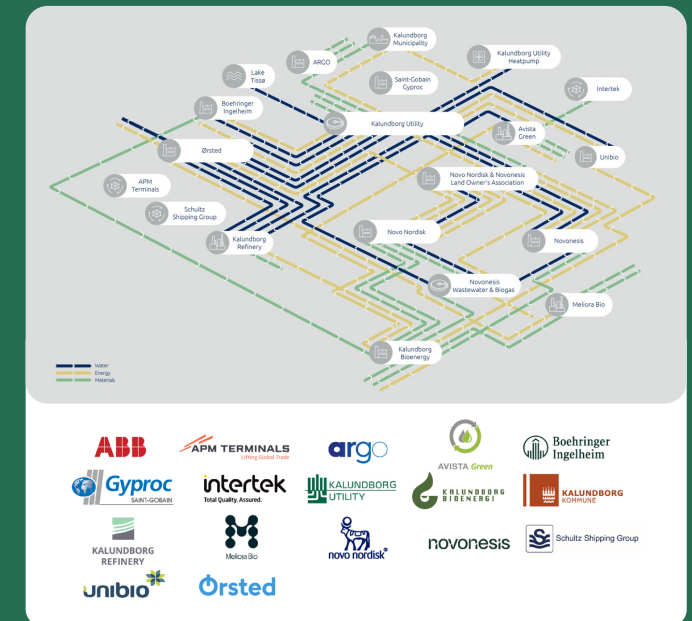 Kalundborg
Municipality
ARGO
Kalundborg Utility
Heatpump
Lake
Tissø
Saint-Gobain
Gyproc
Intertek
Boehringer
Ingelheim
Kalundborg Utility
Avista
Green
Ørsted
Unibio
APM
Terminals
Novo Nordisk & Novonesis
Land Owner's Association
Schultz
Shipping Group
Novo Nordisk
Kalundborg
Refinery
Novonesis
Novonesis
Wastewater & Biogas
Meliora Bio
Kalundborg
Bioenergy
Water
Energy
Materials
ABB
APM TERMINALS
Lifting Global Trade
argo
AVISTA Green
Boehringer
Ingelheim
Gyproc
SAINT-GOBAIN
intertek
Total Quality. Assured.
KALUNDBORG
UTILITY
KALUNDBORG
BIOENERGI
KALUNDBORG
KOMMUNE
KALUNDBORG
REFINERY
Meliora Bio
novo nordisk®
novonesis
Schultz Shipping Group
unibio
Ørsted